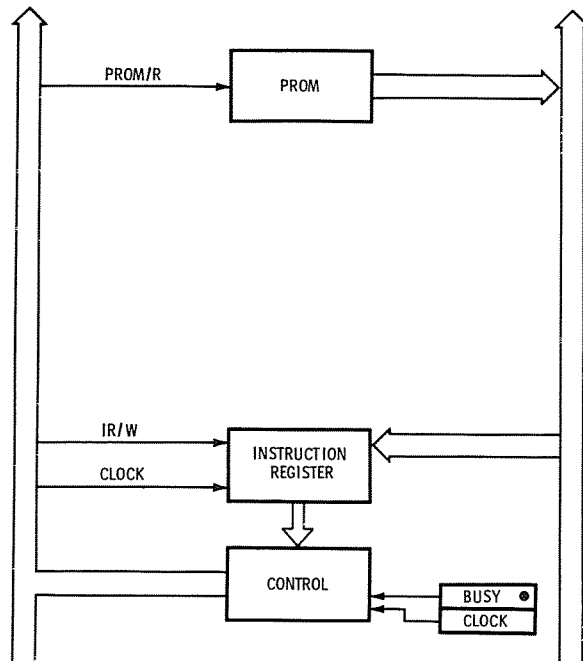 PROM/R
PROM
IR/W
INSTRUCTION
REGISTER
CLOCK
CONTROL
BUSY
CLOCK